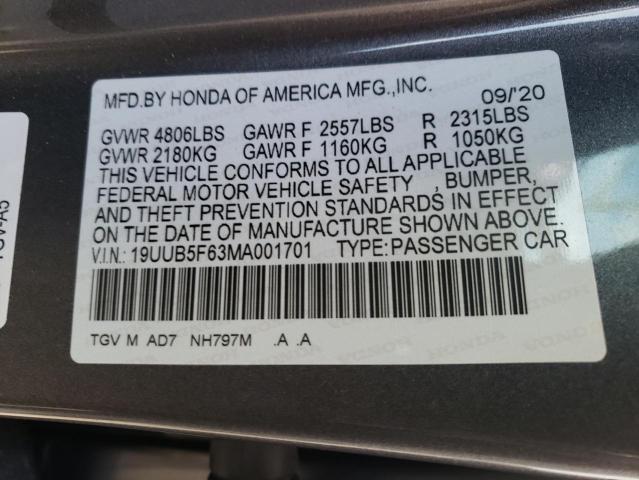 MFD.BY HONDA OF AMERICA MFG.,INC. 09/'20
GVWR 4806LBS GAWR F 2557LBS R 2315LBS
GVWR 2180KG GAWR F 1160KG R 1050KG
THIS VEHICLE CONFORMS TO ALL APPLICABLE
FEDERAL MOTOR VEHICLE SAFETY , BUMPER,
AND THEFT PREVENTION STANDARDS IN EFFECT
ON THE DATE OF MANUFACTURE SHOWN ABOVE.
V.I.N.: 19UUB5F63MA001701 TYPE:PASSENGER CAR
TGV M AD7 NH797M .A .A
TGV-A5